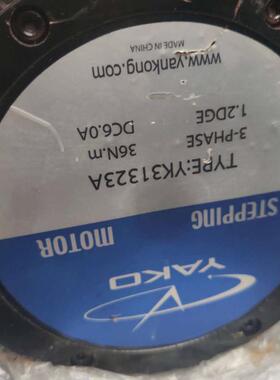 YAKO
STEPPING MOTOR
TYPE:YK31323A
3-PHASE 36N.m
1.2DGE DC6.0A
www.yankong.com
MADE IN CHINA